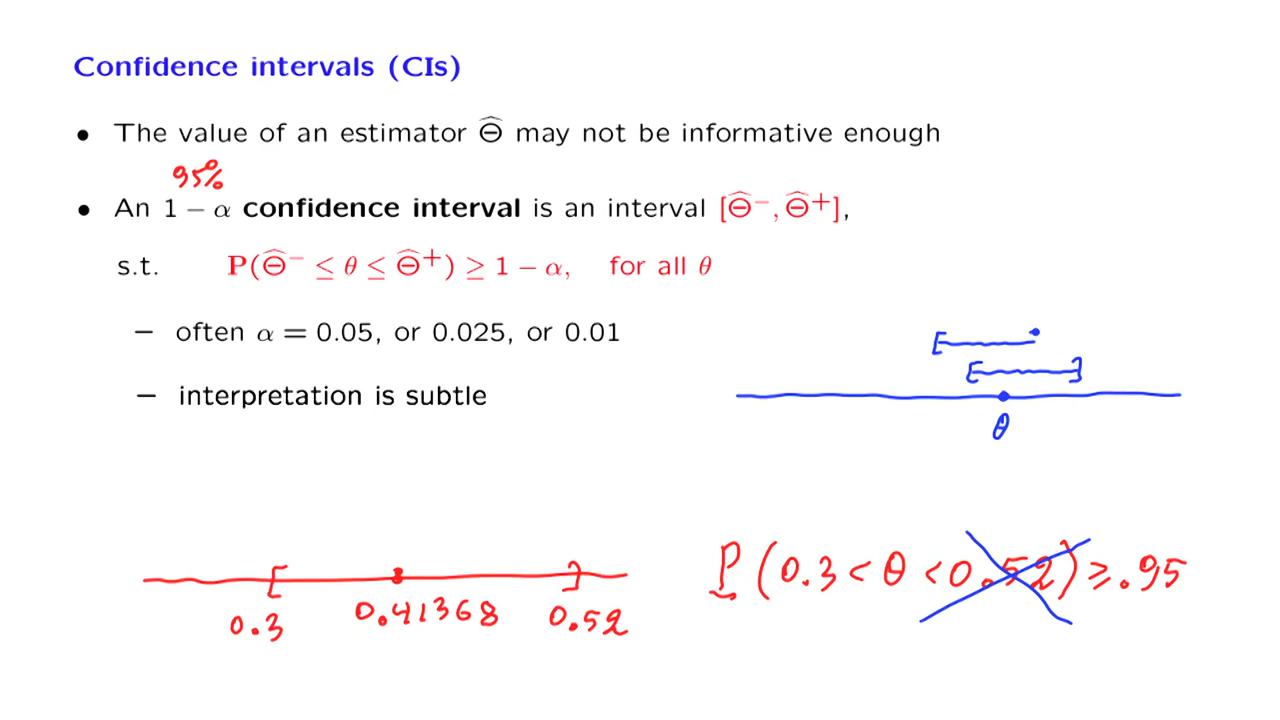 Confidence intervals (CIs)
• The value of an estimator Θ̂ may not be informative enough
95%
• An 1 − α confidence interval is an interval [Θ̂⁻, Θ̂⁺],
s.t. P(Θ̂⁻ ≤ θ ≤ Θ̂⁺) ≥ 1 − α, for all θ
− often α = 0.05, or 0.025, or 0.01
− interpretation is subtle
θ
0.3 0.41368 0.52
P(0.3 < θ < 0.52) ≥ .95